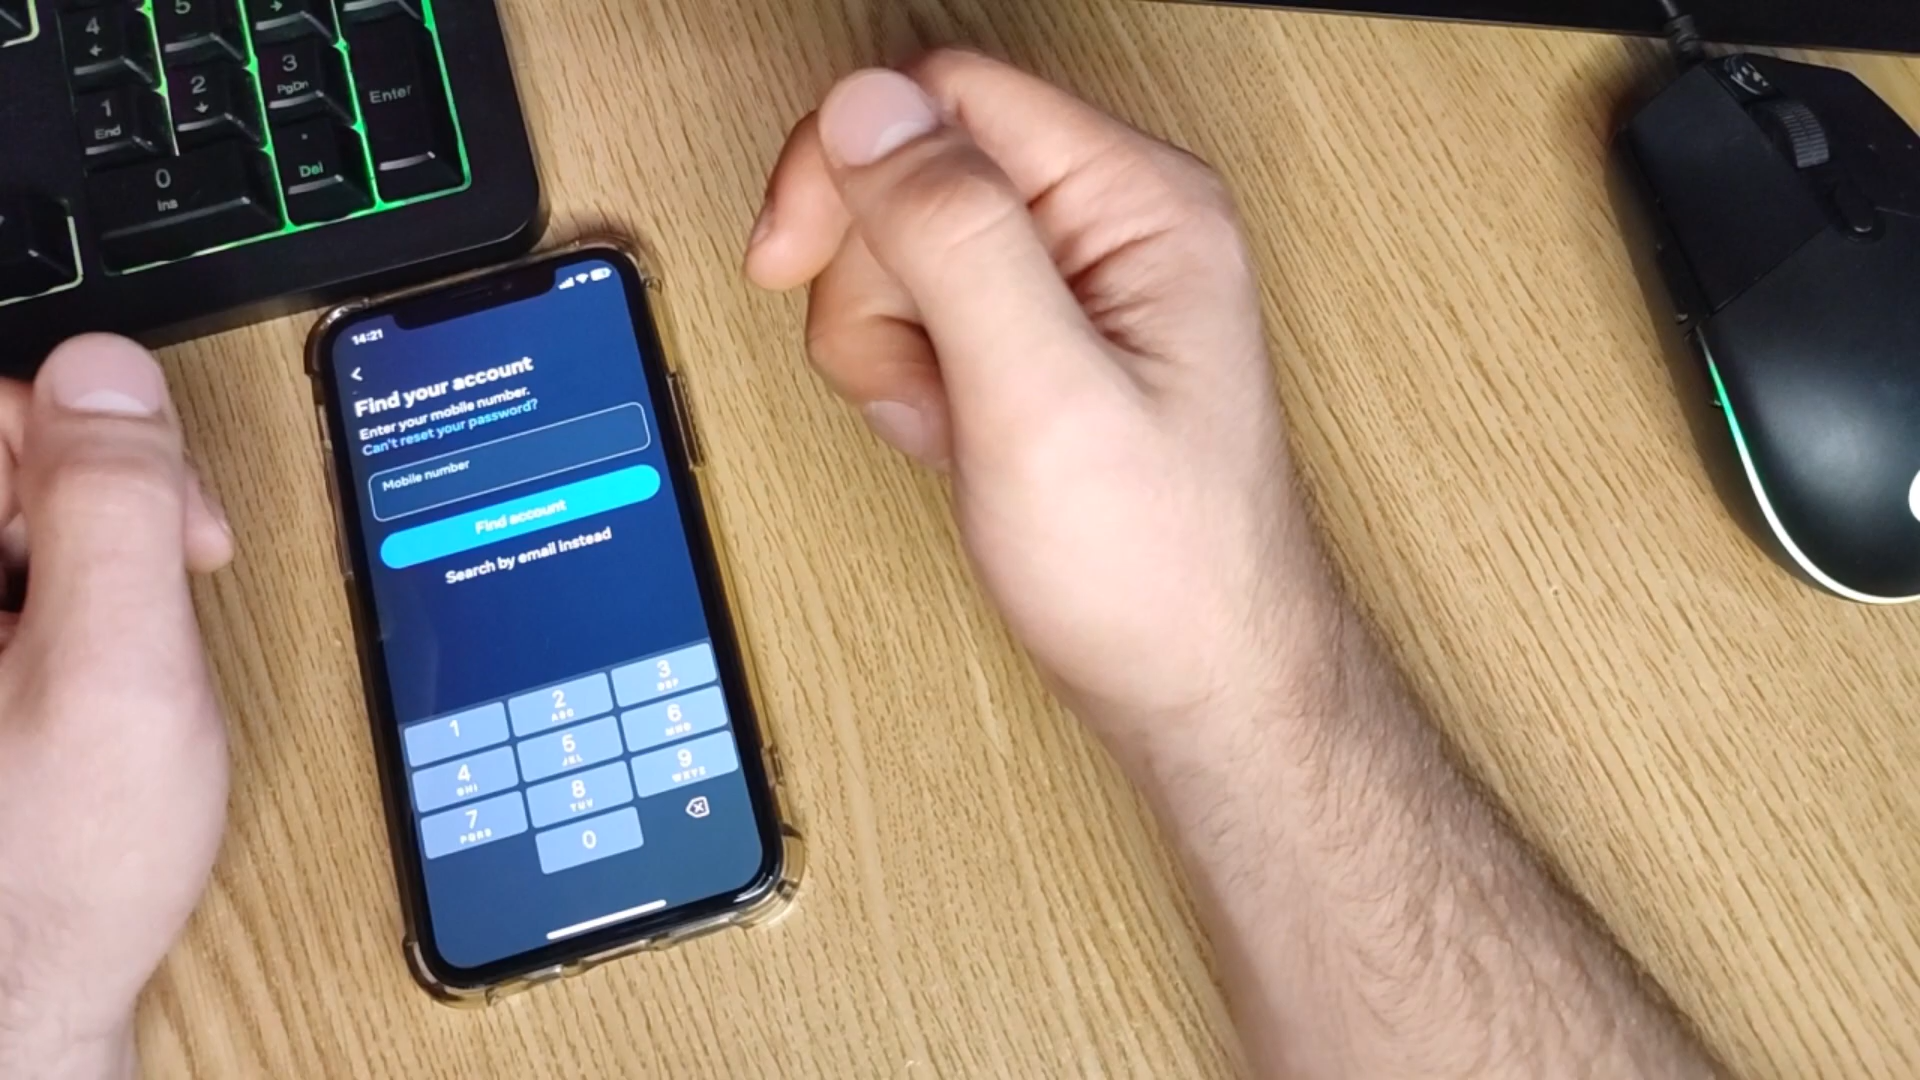 4
5
1
End
2
3
PgDn
Enter
0
Ins
.
Del
14:21
Find your account
Enter your mobile number.
Can't reset your password?
Mobile number
Find account
Search by email instead
1
2
ABC
3
DEF
4
GHI
5
JKL
6
MNO
7
PQRS
8
TUV
9
WXYZ
0